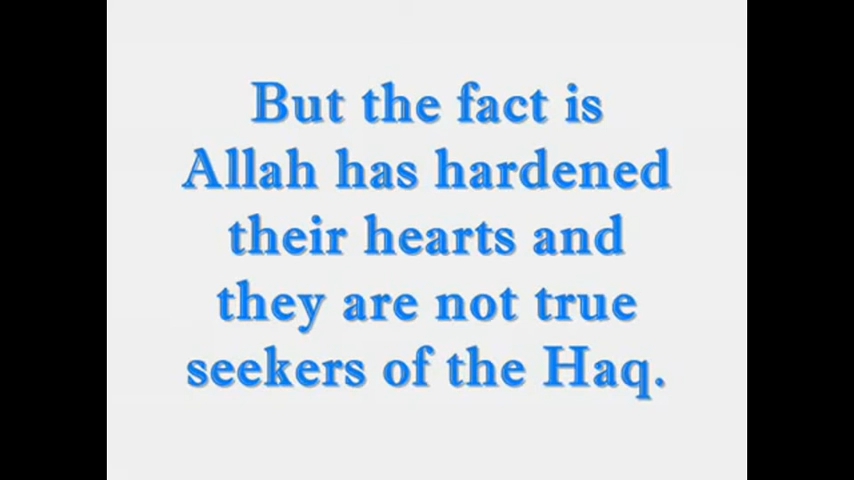 But the fact is
Allah has hardened
their hearts and
they are not true
seekers of the Haq.